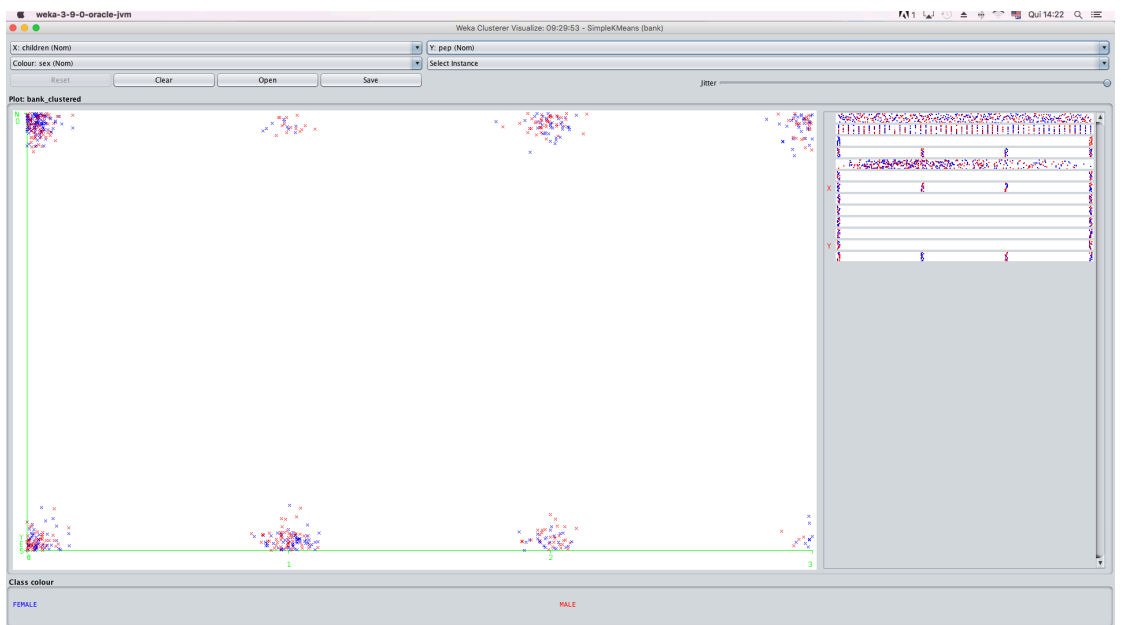 weka-3-9-0-oracle-jvm
1
Qui 14:22
Weka Clusterer Visualize: 09:29:53 - SimpleKMeans (bank)
X: children (Nom)
Y: pep (Nom)
Colour: sex (Nom)
Select Instance
Reset
Clear
Open
Save
Jitter
Plot: bank_clustered
N
O
X
Y
Y
E
S
0
1
2
3
Class colour
FEMALE
MALE